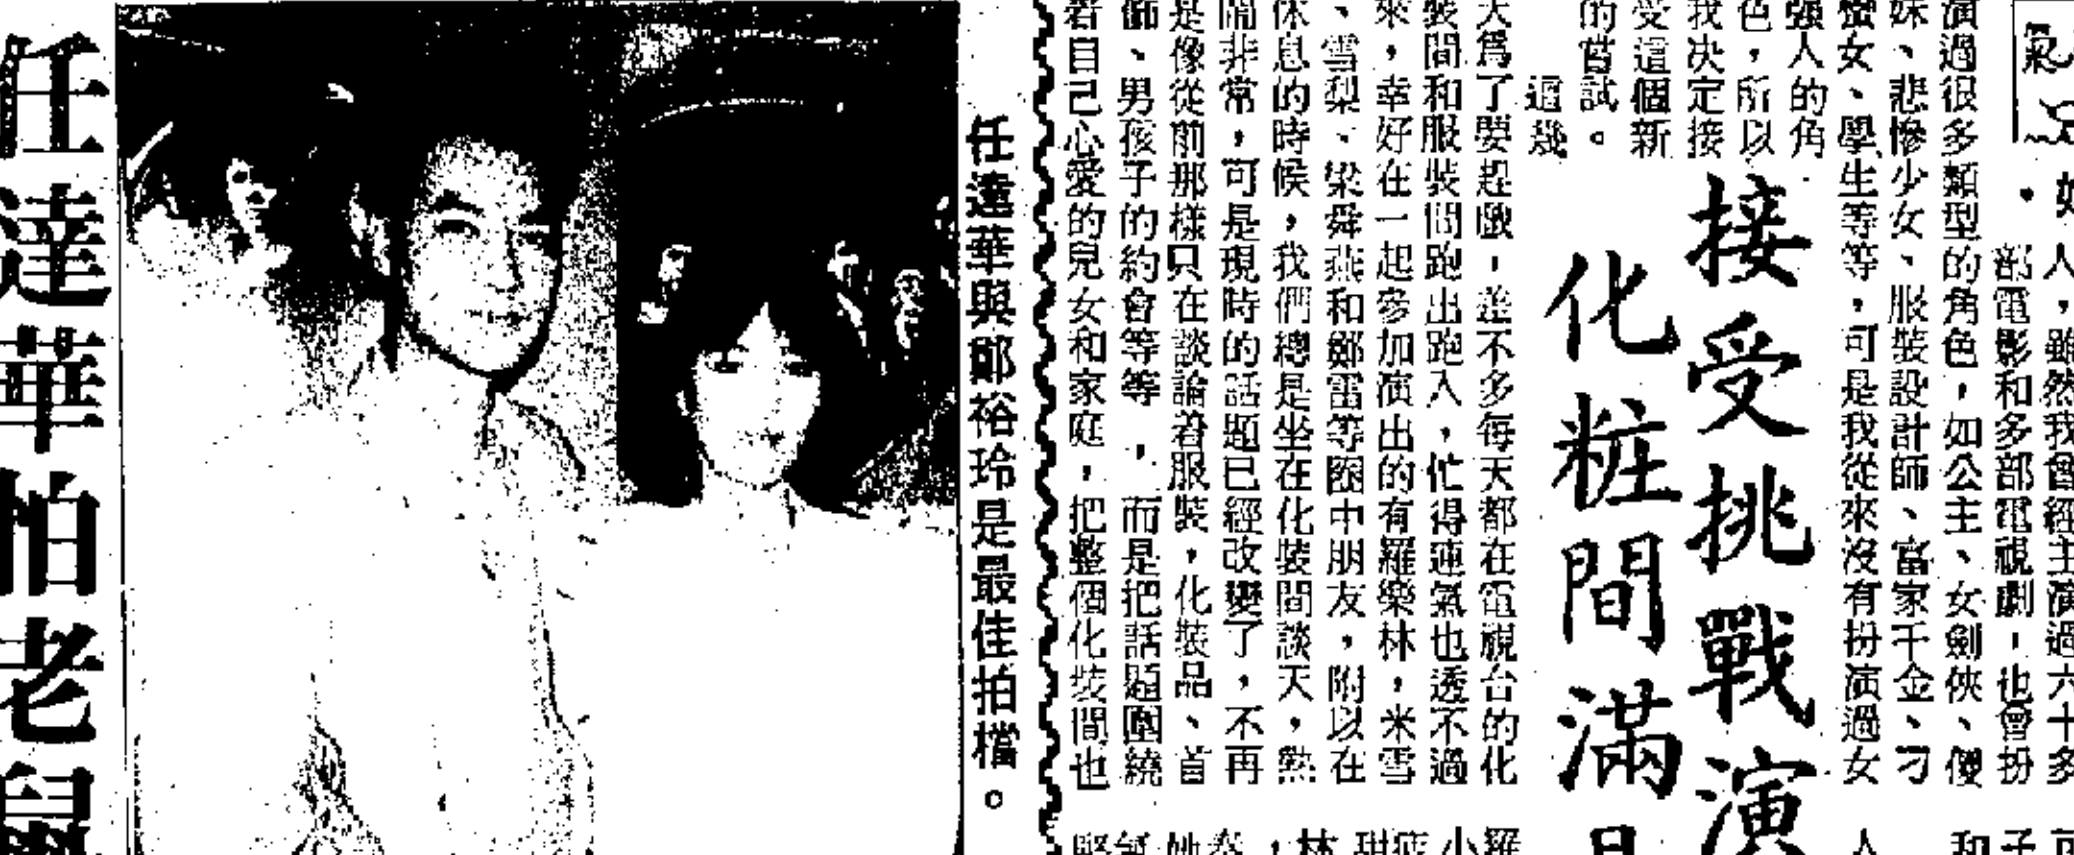 人，雖然我曾經主演過六十多
部電影和多部電視劇，也曾扮
演過很多類型的角色，如公主、女劍俠、傻
妹、悲慘少女、服裝設計師、富家千金、刁
蠻女、學生等等，可是我從來沒有扮演過女
強人的角
色，所以
我決定接
受這個新
的嘗試。
接受挑戰演
化粧間滿
這幾
天為了要趕戲，差不多每天都在電視台的化
裝間和服裝間跑出跑入，忙得連氣也透不過
來，幸好在一起參加演出的有羅樂林，米雪
、雪梨、梁舜燕和鄭雷等圈中朋友，附以在
休息的時候，我們總是坐在化裝間談天，熱
鬧非常，可是現時的話題已經改變了，不再
是像從前那樣只在談論着服裝，化裝品、首
飾、男孩子的約會等等，而是把話題圍繞
着自己心愛的兒女和家庭，把整個化裝間也
任達華與鄭裕玲是最佳拍檔。
任達華怕老